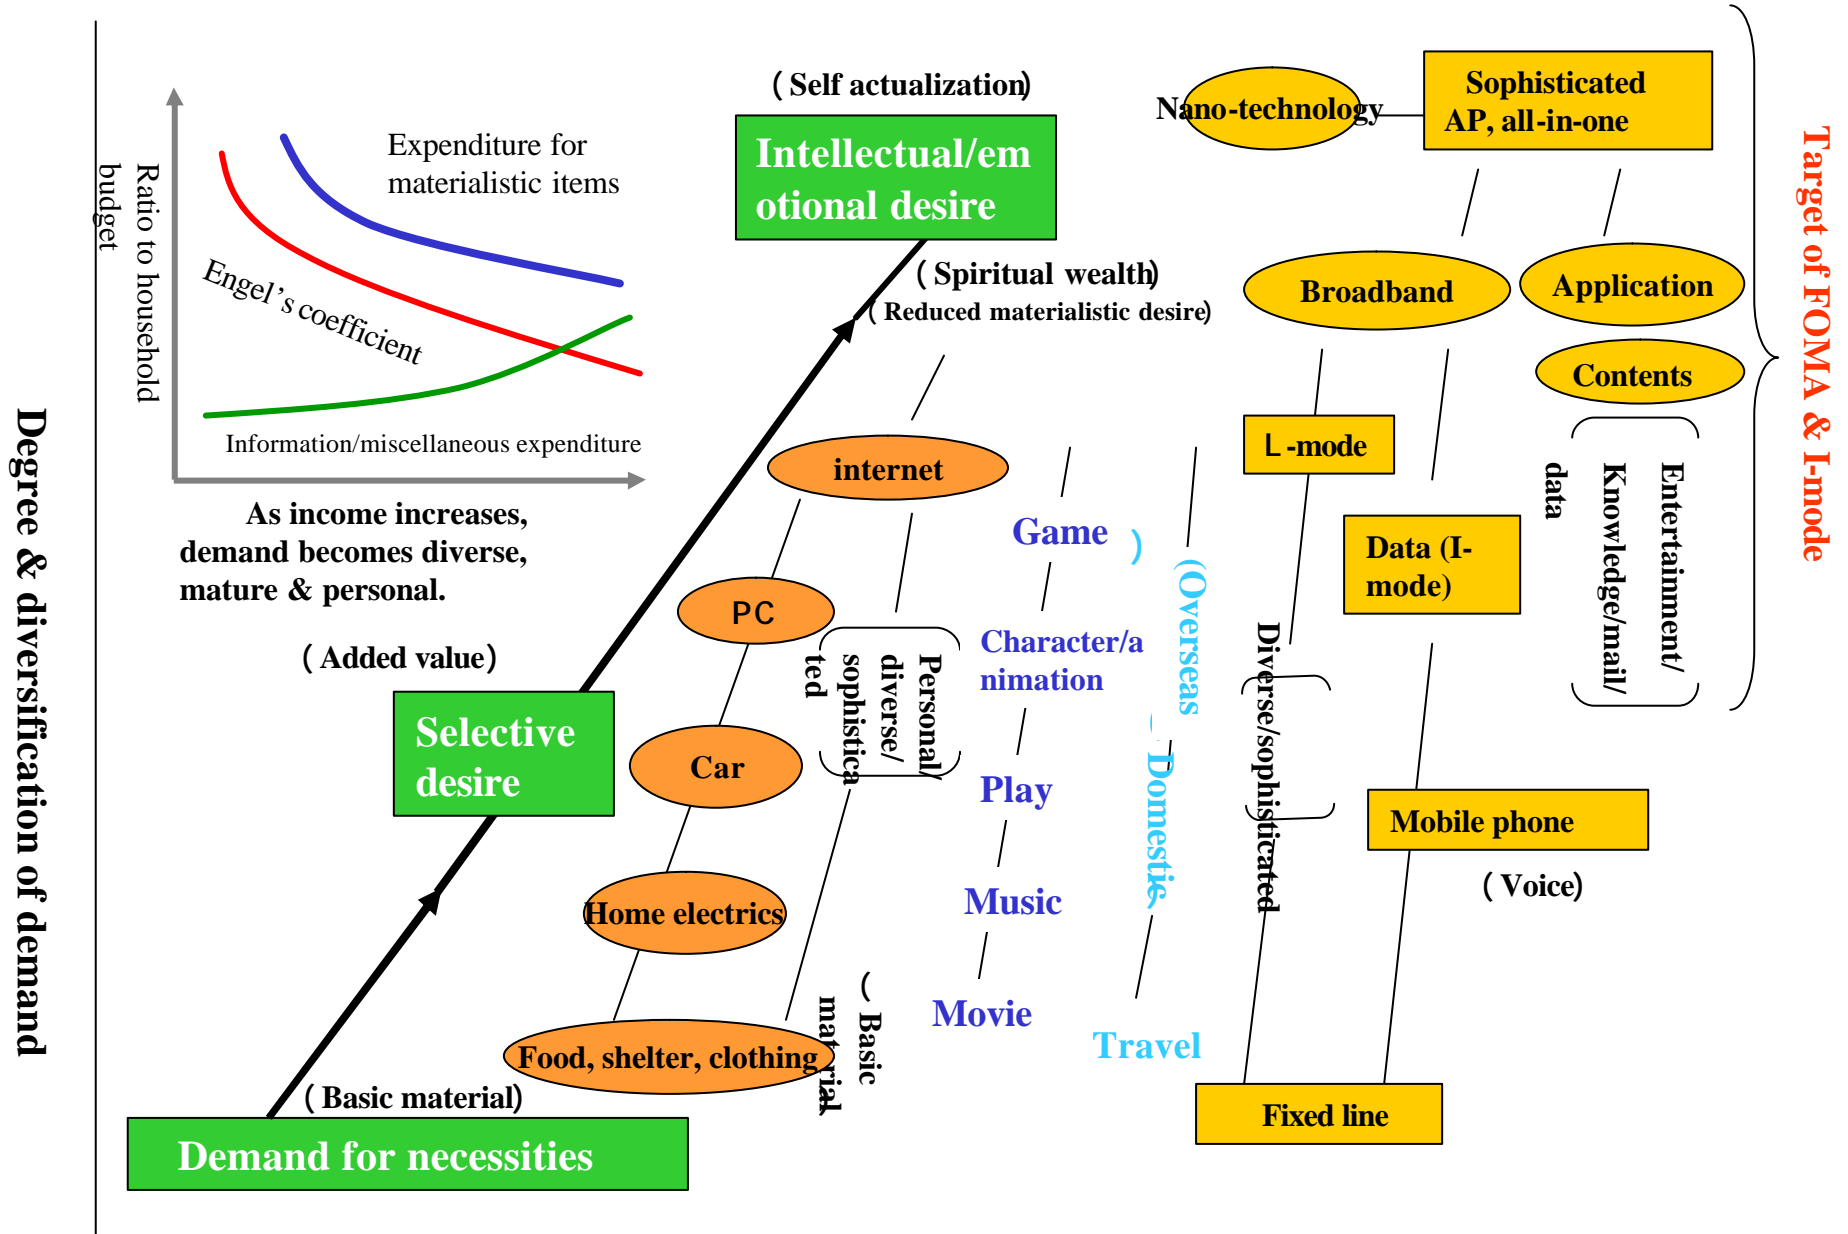 Degree & diversification of demand
Ratio to household
budget
Expenditure for
materialistic items
Engel's coefficient
Information/miscellaneous expenditure
As income increases,
demand becomes diverse,
mature & personal.
(Self actualization)
Intellectual/em
otional desire
(Spiritual wealth)
(Reduced materialistic desire)
(Added value)
Selective
desire
(Basic material)
Demand for necessities
internet
PC
Car
Home electrics
Food, shelter, clothing
Personal/
diverse/
sophistica
ted
(Basic
material)
Game
Character/a
nimation
Play
Music
Movie
(Overseas)
(Domestic)
Travel
Nano-technology
Sophisticated
AP, all-in-one
Broadband
Application
Contents
L-mode
Data (I-
mode)
Entertainment/
Knowledge/mail/
data
Diverse/sophisticated
Mobile phone
(Voice)
Fixed line
Target of FOMA & I-mode